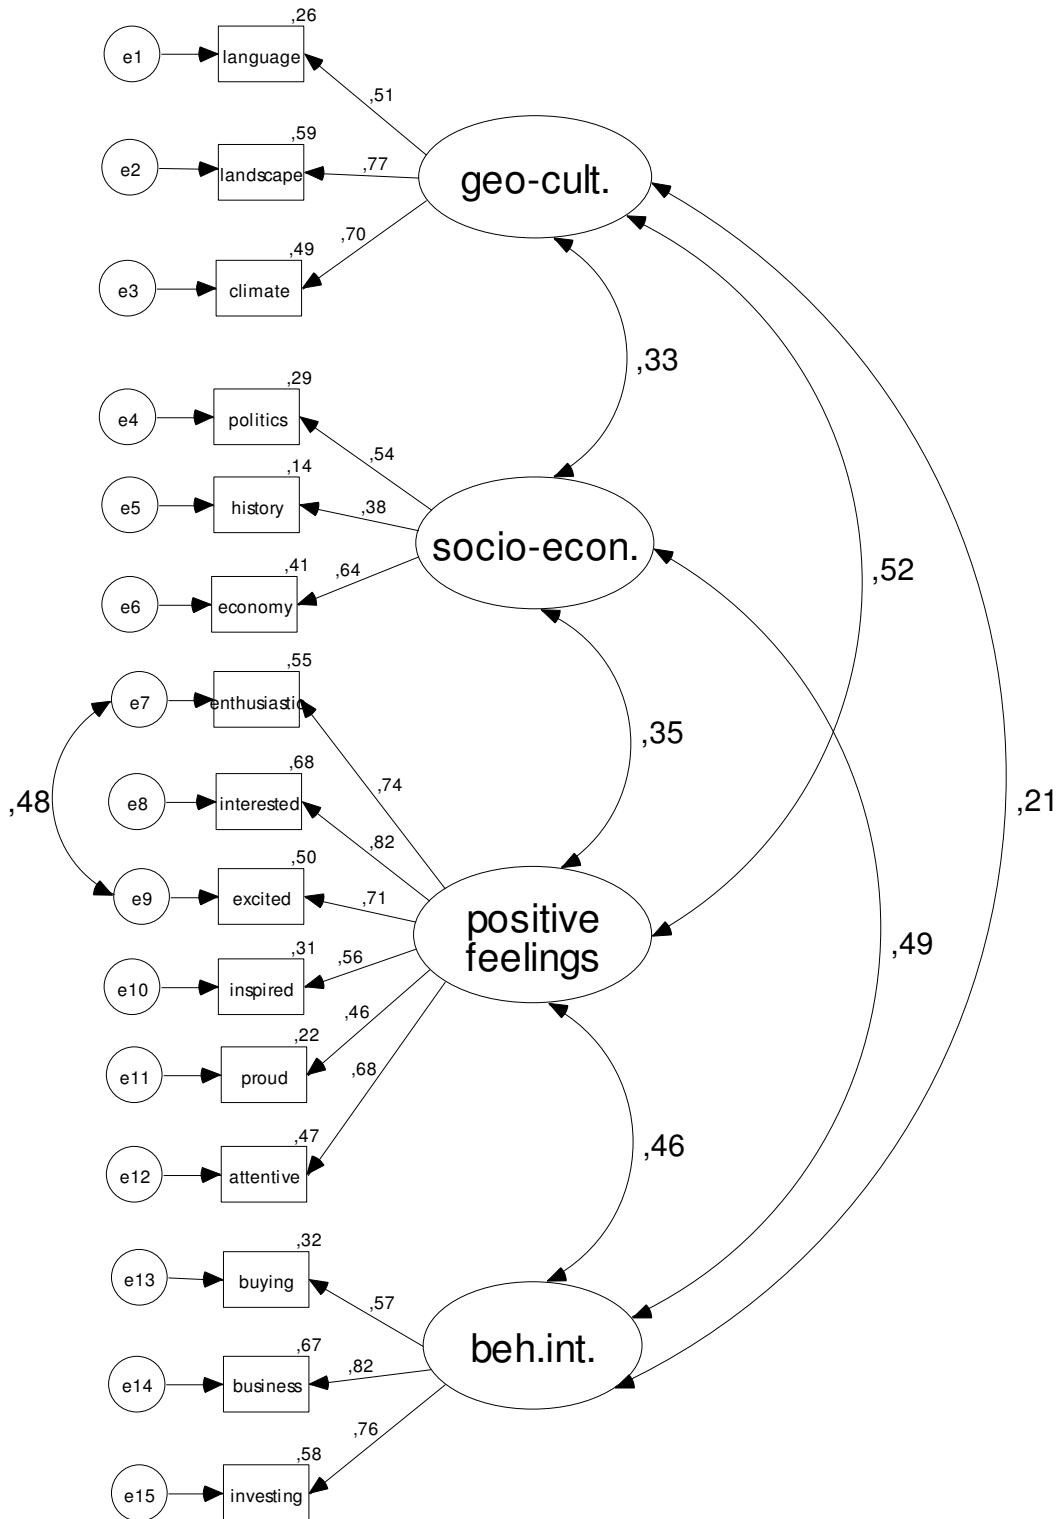 ,26
e1
language
,51
,59
e2
landscape
,77
geo-cult.
,70
,49
e3
climate
,33
,29
e4
politics
,54
,14
e5
history
,38
socio-econ.
,41
,64
e6
economy
,52
,55
e7
enthusiastic
,35
,68
,74
e8
interested
,48
,21
,82
,50
e9
excited
,71
positive
feelings
,49
,31
,56
e10
inspired
,46
,22
e11
proud
,68
,47
e12
attentive
,46
,32
e13
buying
,57
,67
beh.int.
,82
e14
business
,76
,58
e15
investing